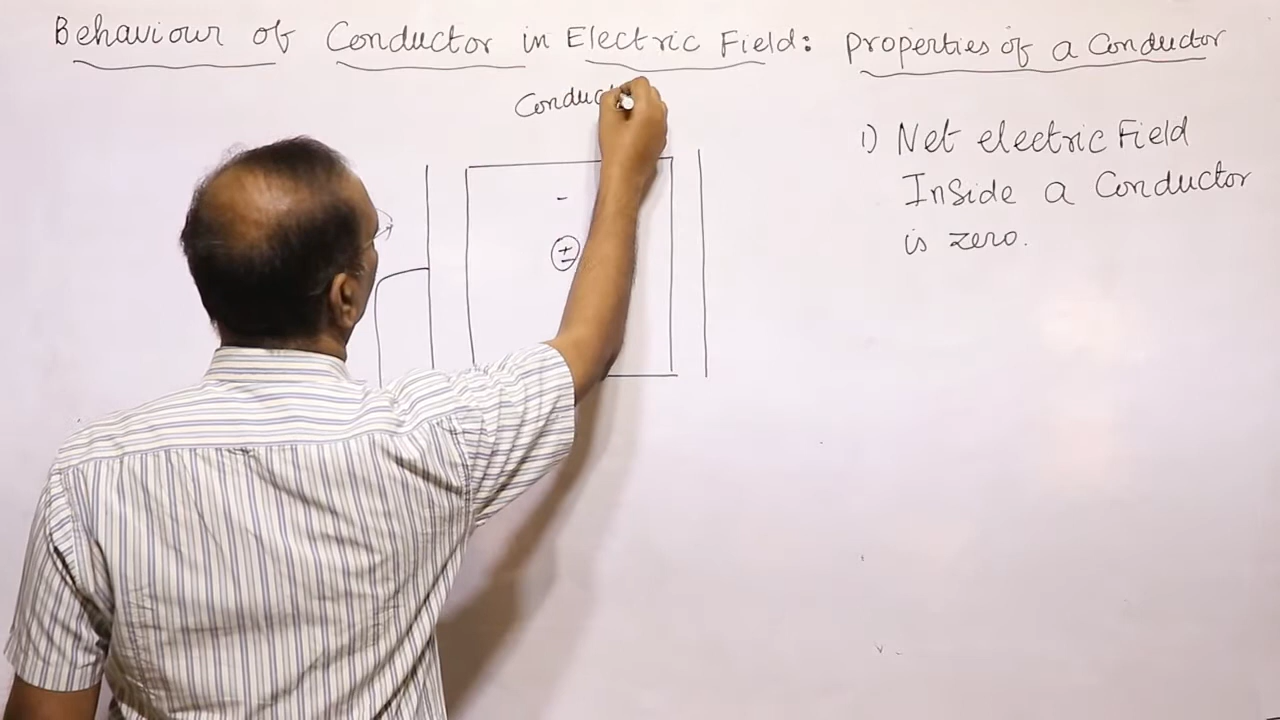 Behaviour of Conductor in Electric Field: Properties of a Conductor
1) Net electric Field
Inside a Conductor
is zero.
-
±